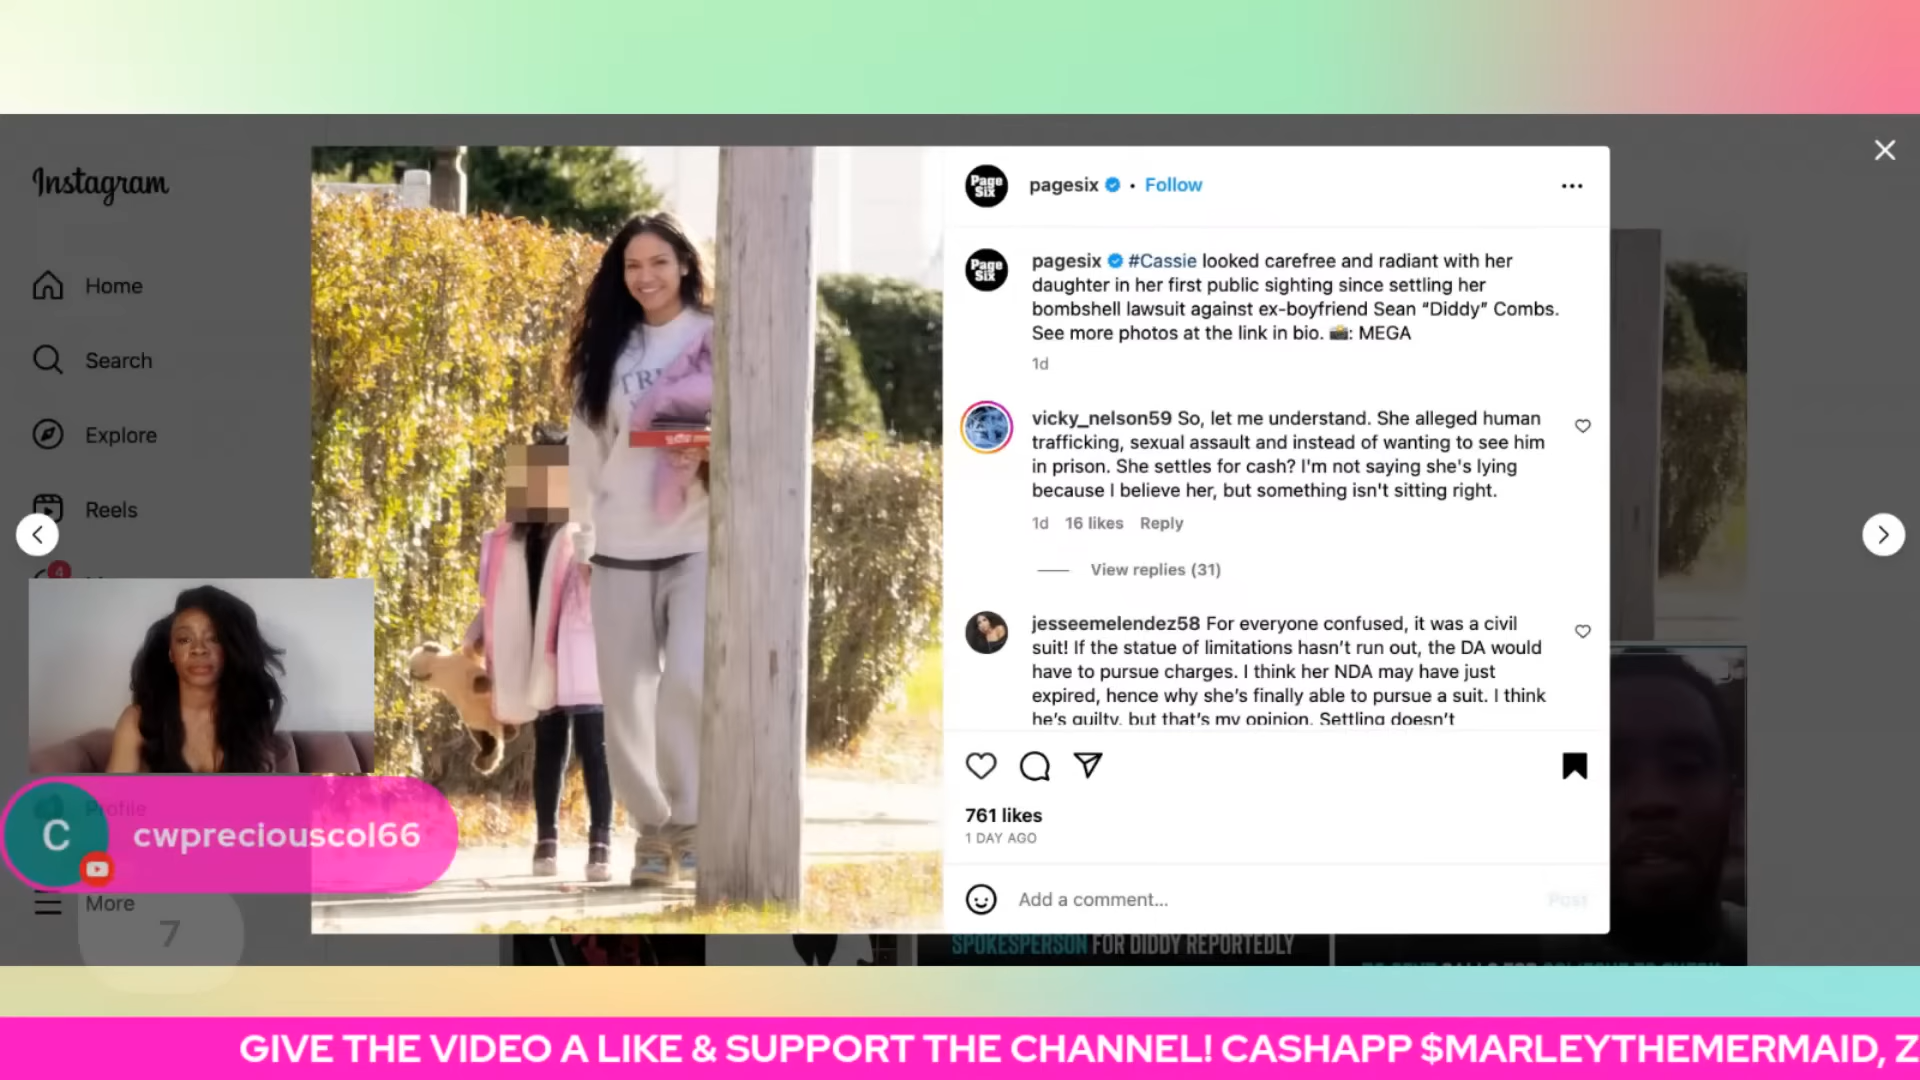 Instagram
Home
Search
Explore
Reels
4
Profile
C
cwpreciouscol66
More
7
TRI
Page
Six
pagesix • Follow
Page
Six
pagesix #Cassie looked carefree and radiant with her
daughter in her first public sighting since settling her
bombshell lawsuit against ex-boyfriend Sean “Diddy” Combs.
See more photos at the link in bio. 📸: MEGA
1d
vicky_nelson59 So, let me understand. She alleged human
trafficking, sexual assault and instead of wanting to see him
in prison. She settles for cash? I'm not saying she's lying
because I believe her, but something isn't sitting right.
1d 16 likes Reply
View replies (31)
jesseemelendez58 For everyone confused, it was a civil
suit! If the statue of limitations hasn’t run out, the DA would
have to pursue charges. I think her NDA may have just
expired, hence why she’s finally able to pursue a suit. I think
he’s guilty, but that’s my opinion. Settling doesn’t
761 likes
1 DAY AGO
Add a comment...
Post
SPOKESPERSON FOR DIDDY REPORTEDLY
GIVE THE VIDEO A LIKE & SUPPORT THE CHANNEL! CASHAPP $MARLEYTHEMERMAID, Z